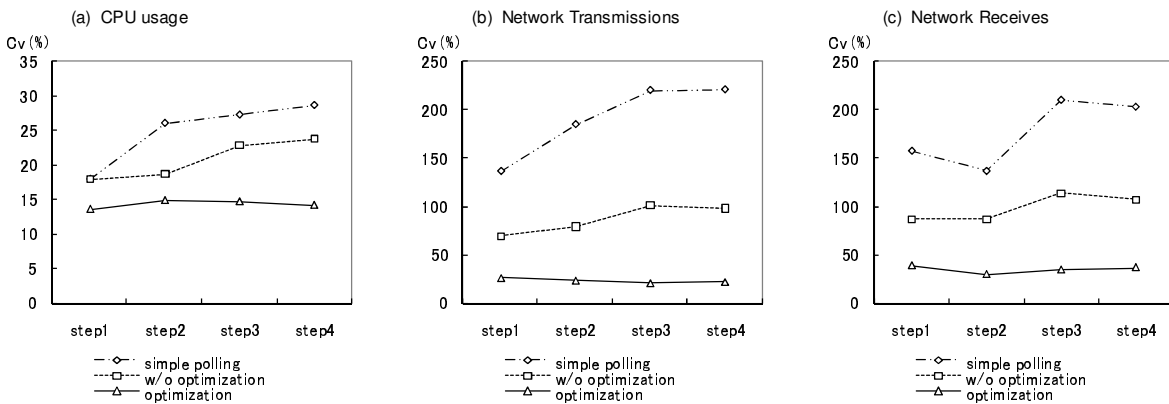 (a) CPU usage
Cv(%)
35
30
25
20
15
10
5
0
step1 step2 step3 step4
simple polling
w/o optimization
optimization
(b) Network Transmissions
Cv(%)
250
200
150
100
50
0
step1 step2 step3 step4
simple polling
w/o optimization
optimization
(c) Network Receives
Cv(%)
250
200
150
100
50
0
step1 step2 step3 step4
simple polling
w/o optimization
optimization